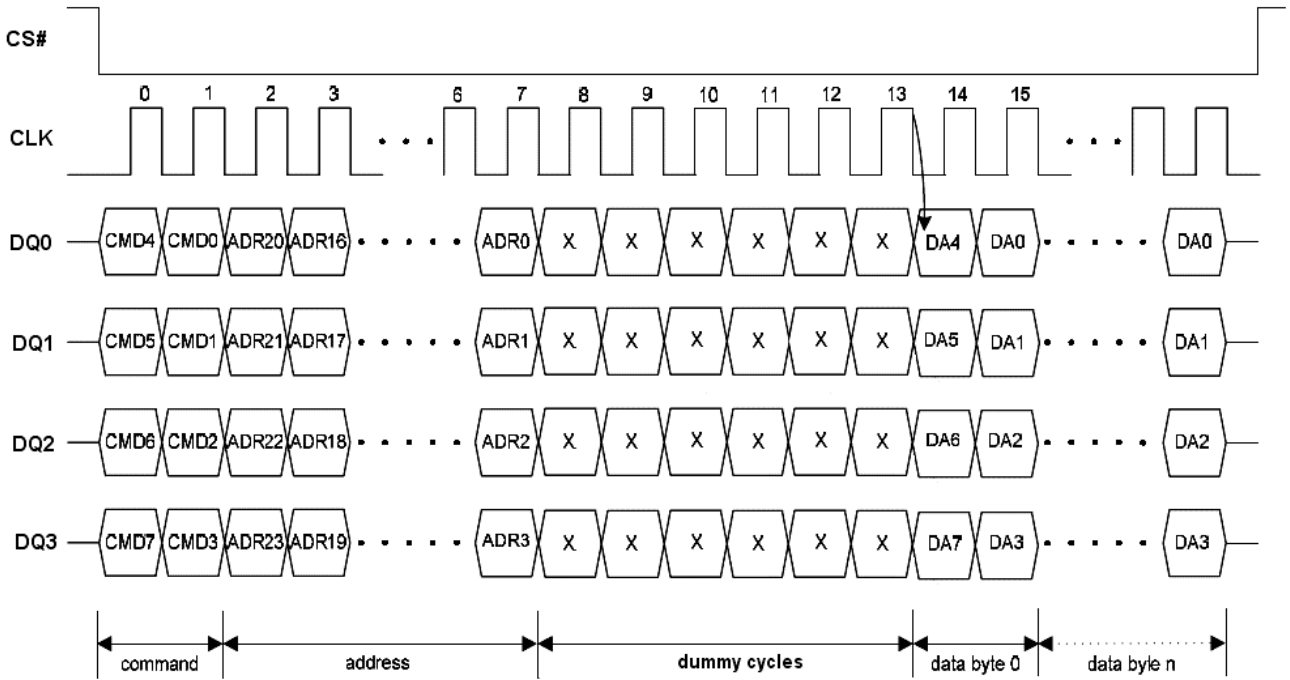 CS#
0 1 2 3 6 7 8 9 10 11 12 13 14 15
CLK
DQ0 CMD4 CMD0 ADR20 ADR16 ADR0 X X X X X X DA4 DA0 DA0
DQ1 CMD5 CMD1 ADR21 ADR17 ADR1 X X X X X X DA5 DA1 DA1
DQ2 CMD6 CMD2 ADR22 ADR18 ADR2 X X X X X X DA6 DA2 DA2
DQ3 CMD7 CMD3 ADR23 ADR19 ADR3 X X X X X X DA7 DA3 DA3
command address dummy cycles data byte 0 data byle n